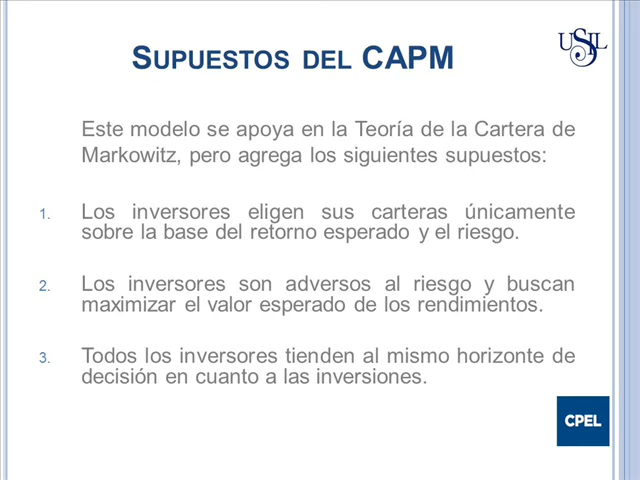 SUPUESTOS DEL CAPM
USIL
Este modelo se apoya en la Teoría de la Cartera de
Markowitz, pero agrega los siguientes supuestos:
1. Los inversores eligen sus carteras únicamente
sobre la base del retorno esperado y el riesgo.
2. Los inversores son adversos al riesgo y buscan
maximizar el valor esperado de los rendimientos.
3. Todos los inversores tienden al mismo horizonte de
decisión en cuanto a las inversiones.
CPEL